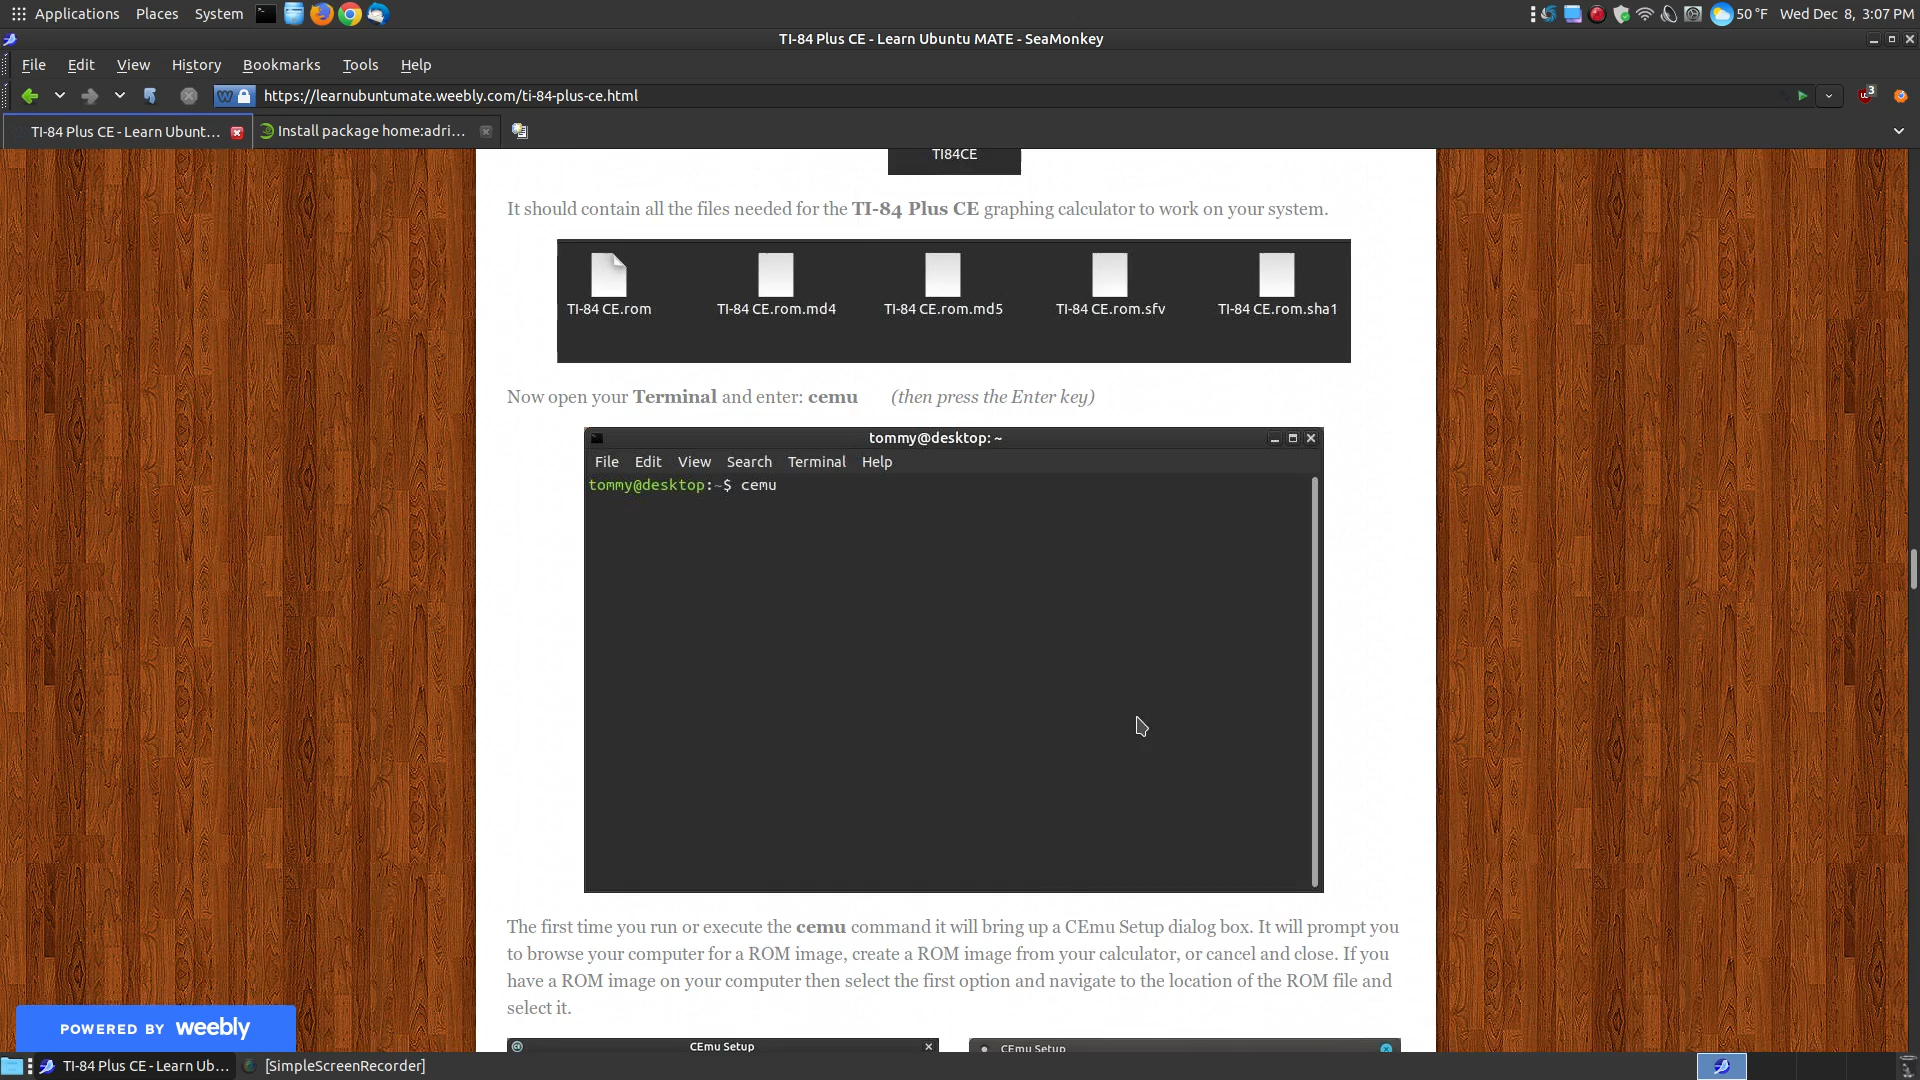 Applications Places System 50 °F Wed Dec 8, 3:07 PM
TI-84 Plus CE - Learn Ubuntu MATE - SeaMonkey
File Edit View History Bookmarks Tools Help
https://learnubuntumate.weebly.com/ti-84-plus-ce.html 3
TI-84 Plus CE - Learn Ubunt... Install package home:adri...
TI84CE
It should contain all the files needed for the TI-84 Plus CE graphing calculator to work on your system.
TI-84 CE.rom TI-84 CE.rom.md4 TI-84 CE.rom.md5 TI-84 CE.rom.sfv TI-84 CE.rom.sha1
Now open your Terminal and enter: cemu (then press the Enter key)
tommy@desktop: ~
File Edit View Search Terminal Help
tommy@desktop:~$ cemu
The first time you run or execute the cemu command it will bring up a CEmu Setup dialog box. It will prompt you
to browse your computer for a ROM image, create a ROM image from your calculator, or cancel and close. If you
have a ROM image on your computer then select the first option and navigate to the location of the ROM file and
select it.
POWERED BY weebly
CEmu Setup CEmu Setup
TI-84 Plus CE - Learn Ub... [SimpleScreenRecorder]